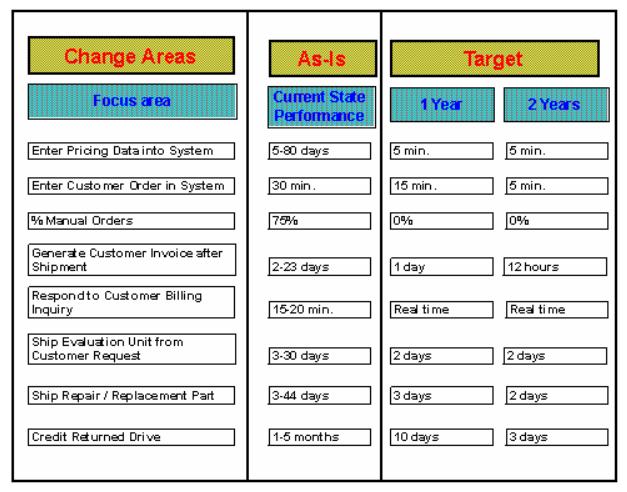 Change Areas As-Is Target
Focus area Current State Performance 1 Year 2 Years
Enter Pricing Data into System 5-80 days 5 min. 5 min.
Enter Customer Order in System 30 min. 15 min. 5 min.
% Manual Orders 75% 0% 0%
Generate Customer Invoice after
Shipment 2-23 days 1 day 12 hours
Respond to Customer Billing
Inquiry 15-20 min. Real time Real time
Ship Evaluation Unit from
Customer Request 3-30 days 2 days 2 days
Ship Repair / Replacement Part 3-44 days 3 days 2 days
Credit Returned Drive 1-5 months 10 days 3 days